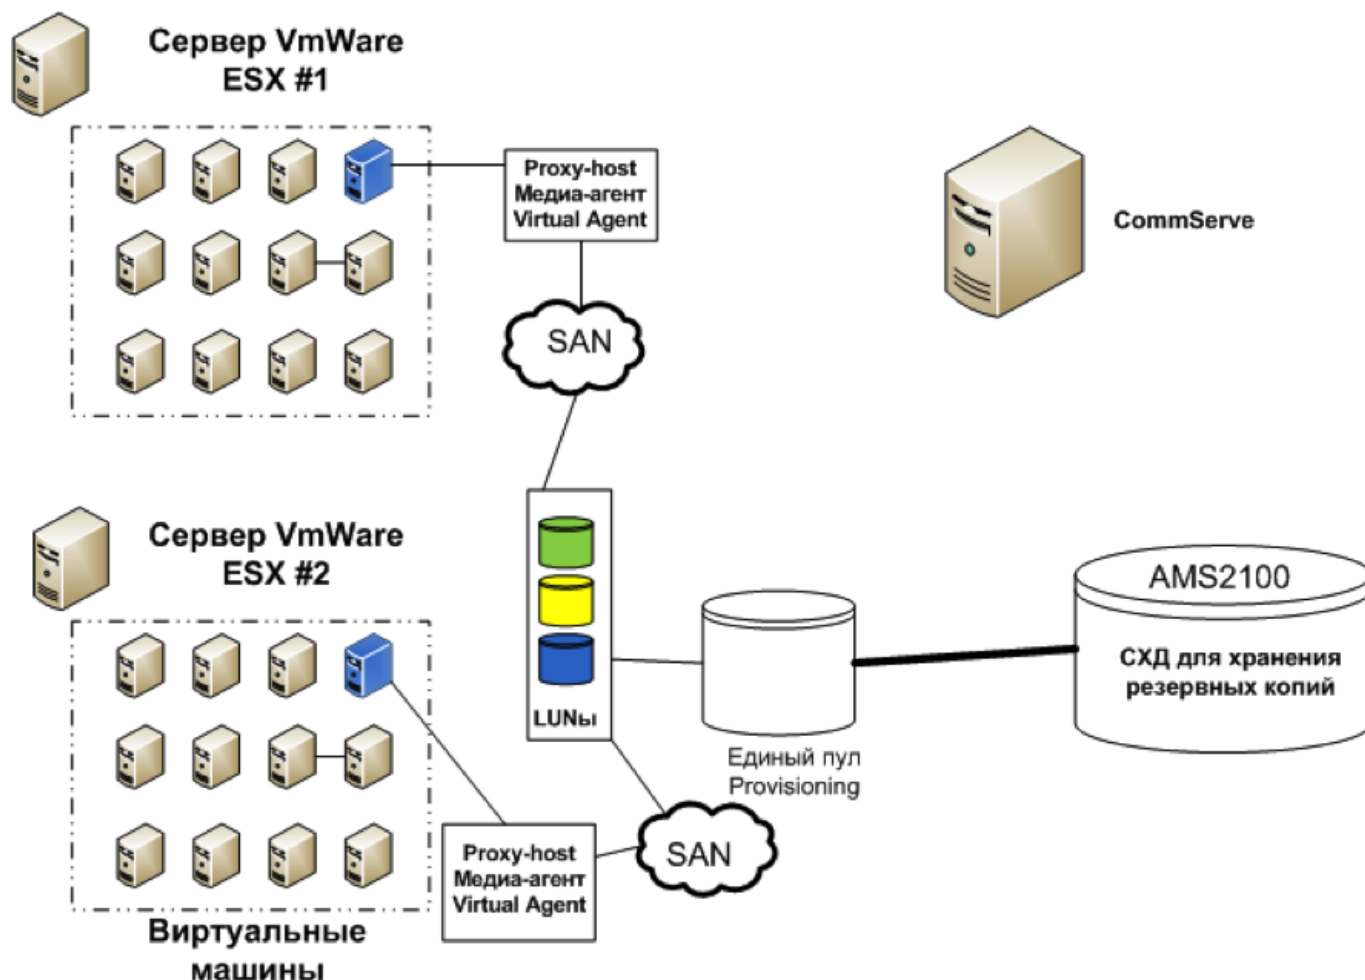 Сервер VmWare
ESX #1
Proxy-host
Медиа-агент
Virtual Agent
CommServe
SAN
Сервер VmWare
ESX #2
LUNы
Единый пул
Provisioning
AMS2100
СХД для хранения
резервных копий
SAN
Proxy-host
Медиа-агент
Virtual Agent
Виртуальные
машины